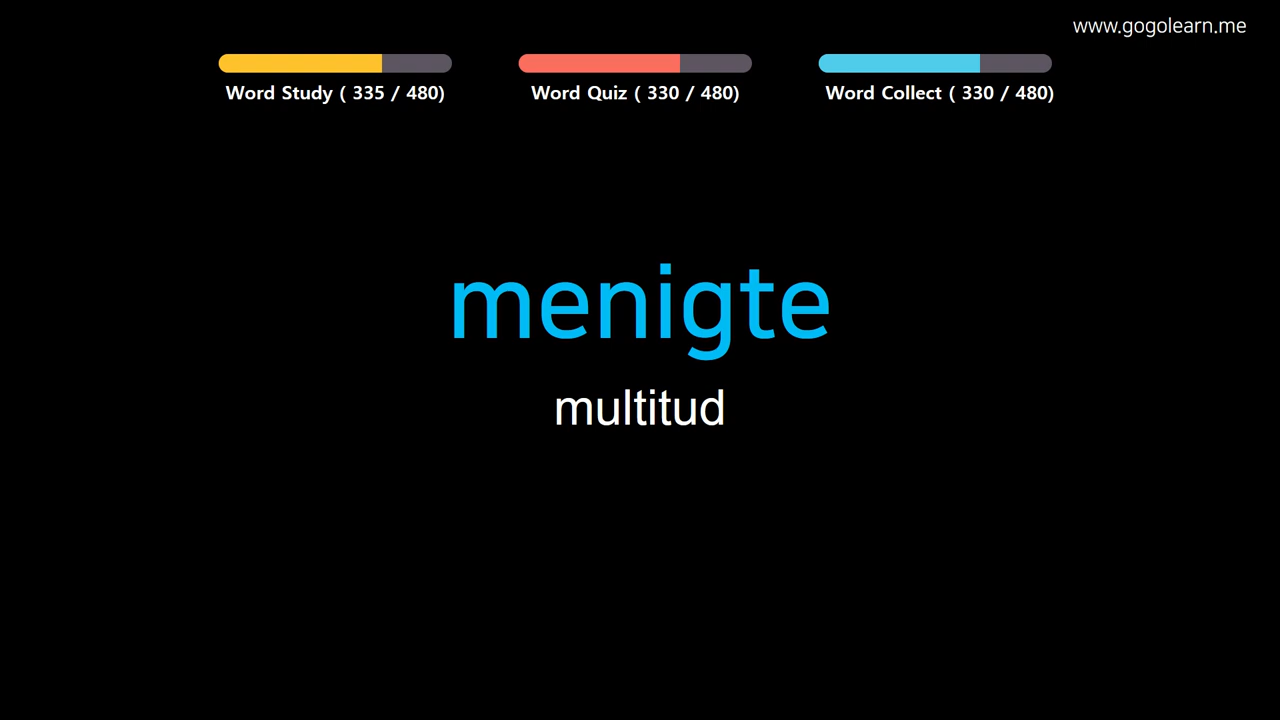 www.gogolearn.me
Word Study ( 335 / 480)
Word Quiz ( 330 / 480)
Word Collect ( 330 / 480)
menigte
multitud